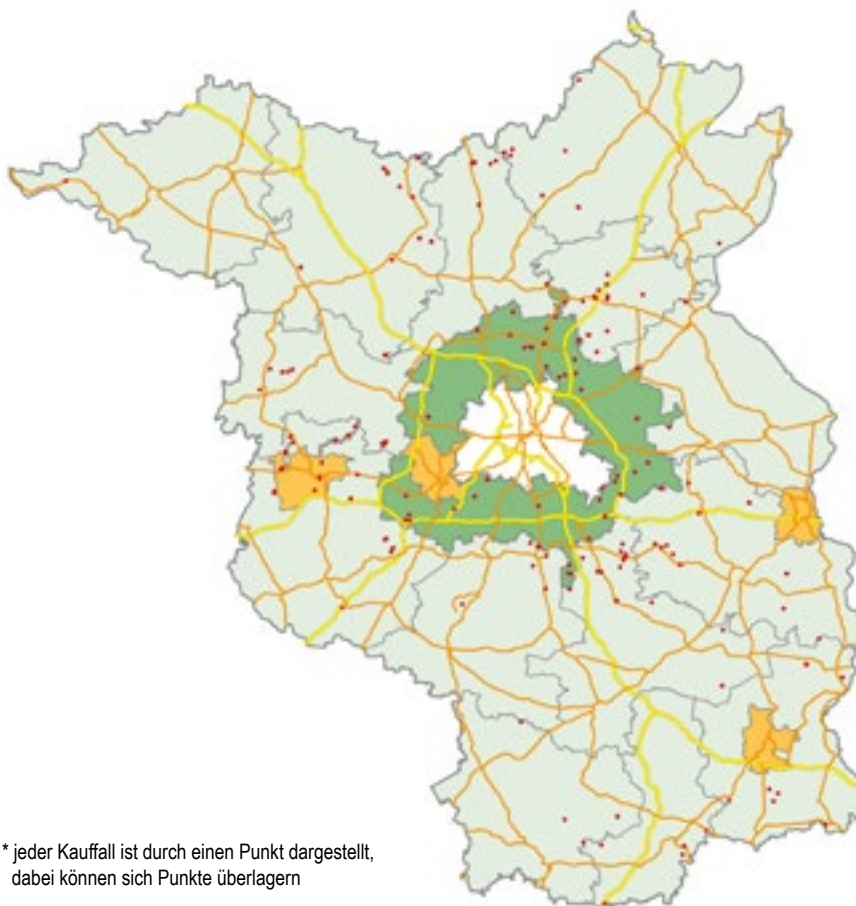 * jeder Kauffall ist durch einen Punkt dargestellt,
dabei können sich Punkte überlagern